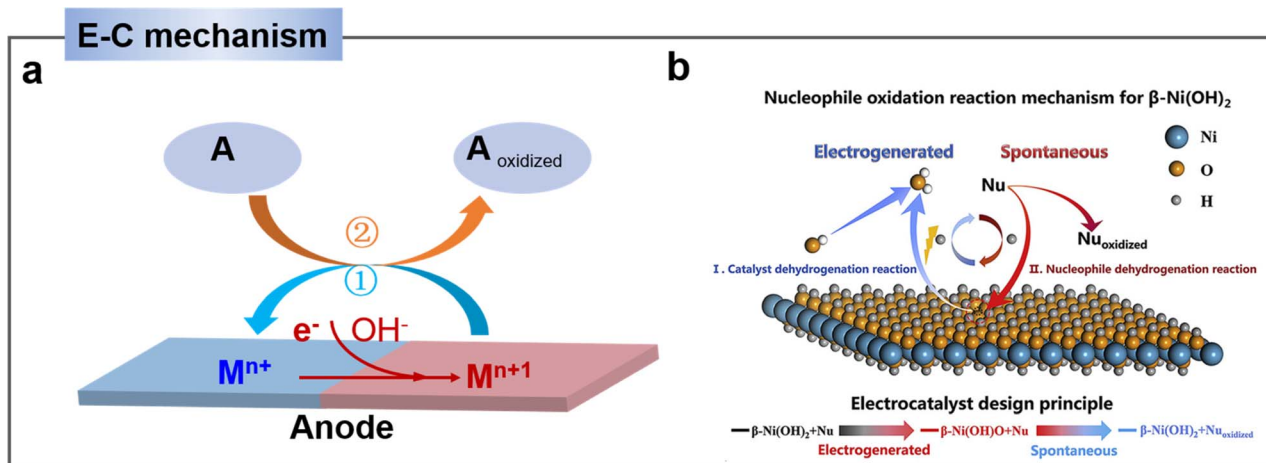 E-C mechanism
a
A
A oxidized
②
①
e⁻ OH⁻
Mⁿ⁺
Mⁿ⁺¹
Anode
b
Nucleophile oxidation reaction mechanism for β-Ni(OH)₂
Electrogenerated
Spontaneous
Ni
O
H
Nu
Nuoxidized
I . Catalyst dehydrogenation reaction
II. Nucleophile dehydrogenation reaction
Electrocatalyst design principle
β-Ni(OH)₂+Nu
β-Ni(OH)O+Nu
β-Ni(OH)₂+Nuoxidized
Electrogenerated
Spontaneous